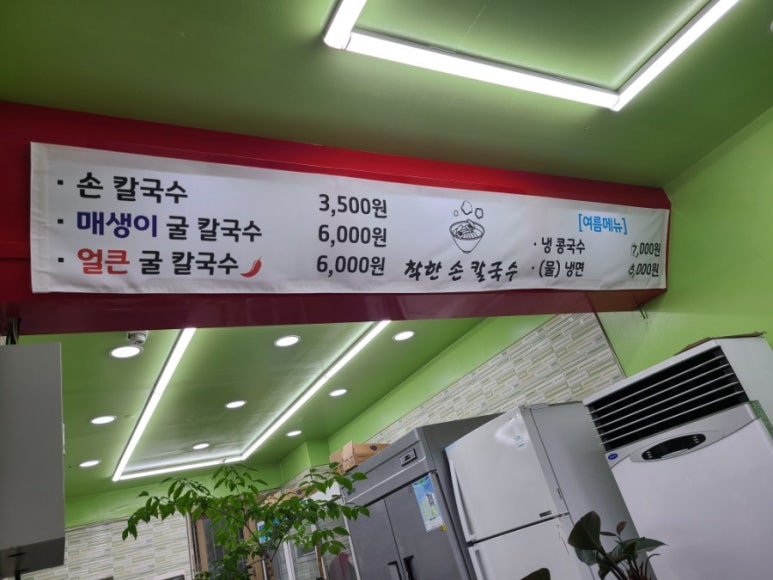 · 손 칼국수 3,500원
· 매생이 굴 칼국수 6,000원
· 얼큰 굴 칼국수 6,000원
착한 손 칼국수
[여름메뉴]
· 냉 콩국수 7,000원
· (물) 냉면